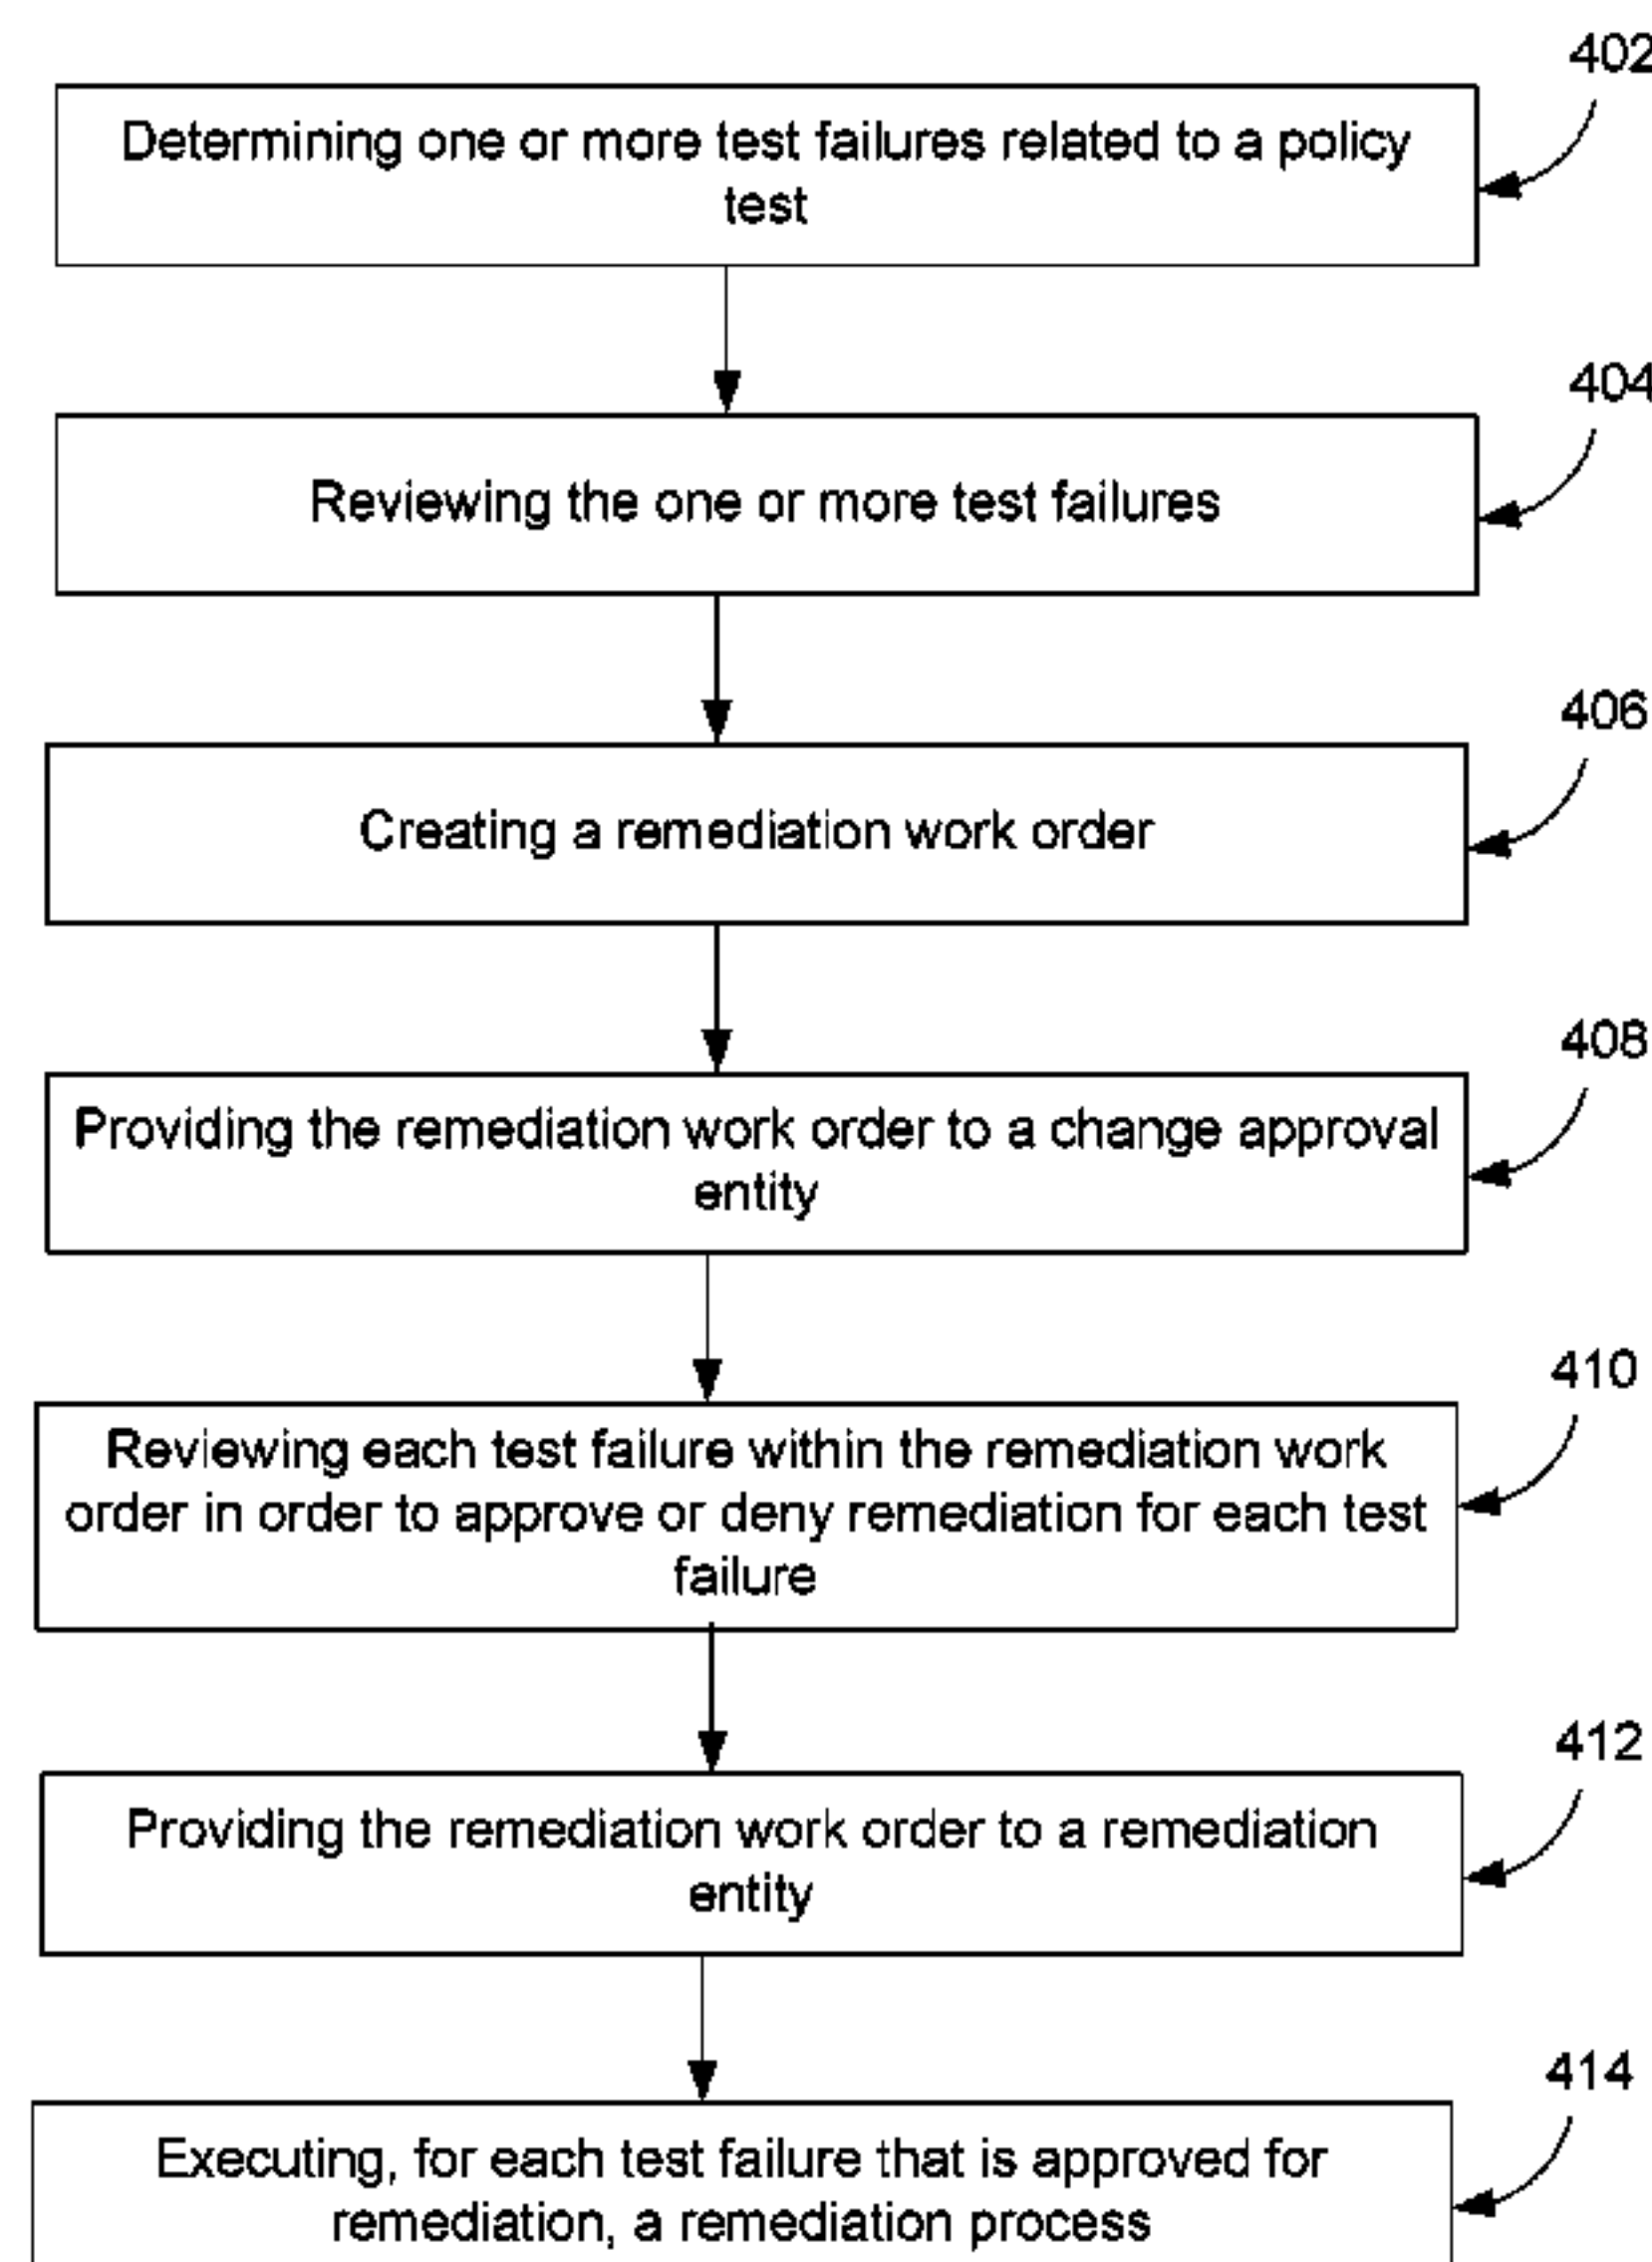 402
Determining one or more test failures related to a policy
test
404
Reviewing the one or more test failures
406
Creating a remediation work order
408
Providing the remediation work order to a change approval
entity
410
Reviewing each test failure within the remediation work
order in order to approve or deny remediation for each test
failure
412
Providing the remediation work order to a remediation
entity
414
Executing, for each test failure that is approved for
remediation, a remediation process